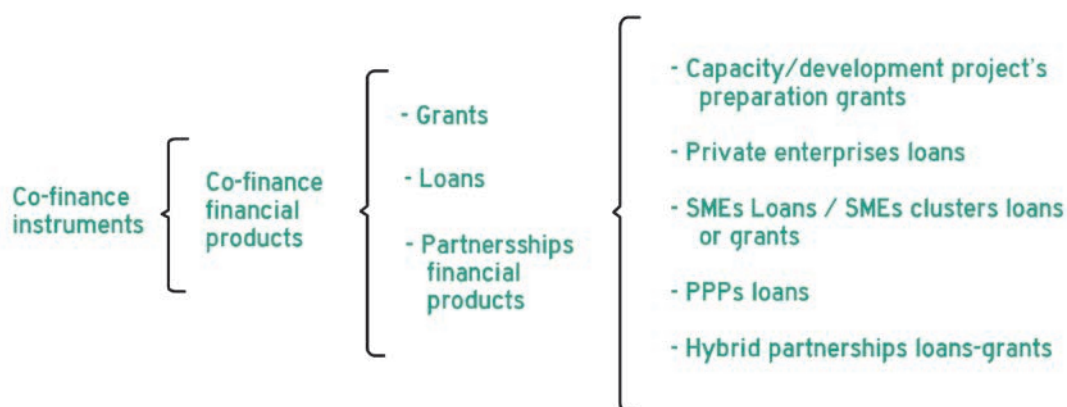 Co-finance
instruments
Co-finance
financial
products
- Grants
- Loans
- Partnersships
financial
products
- Capacity/development project's
preparation grants
- Private enterprises loans
- SMEs Loans / SMEs clusters loans
or grants
- PPPs loans
- Hybrid partnerships loans-grants